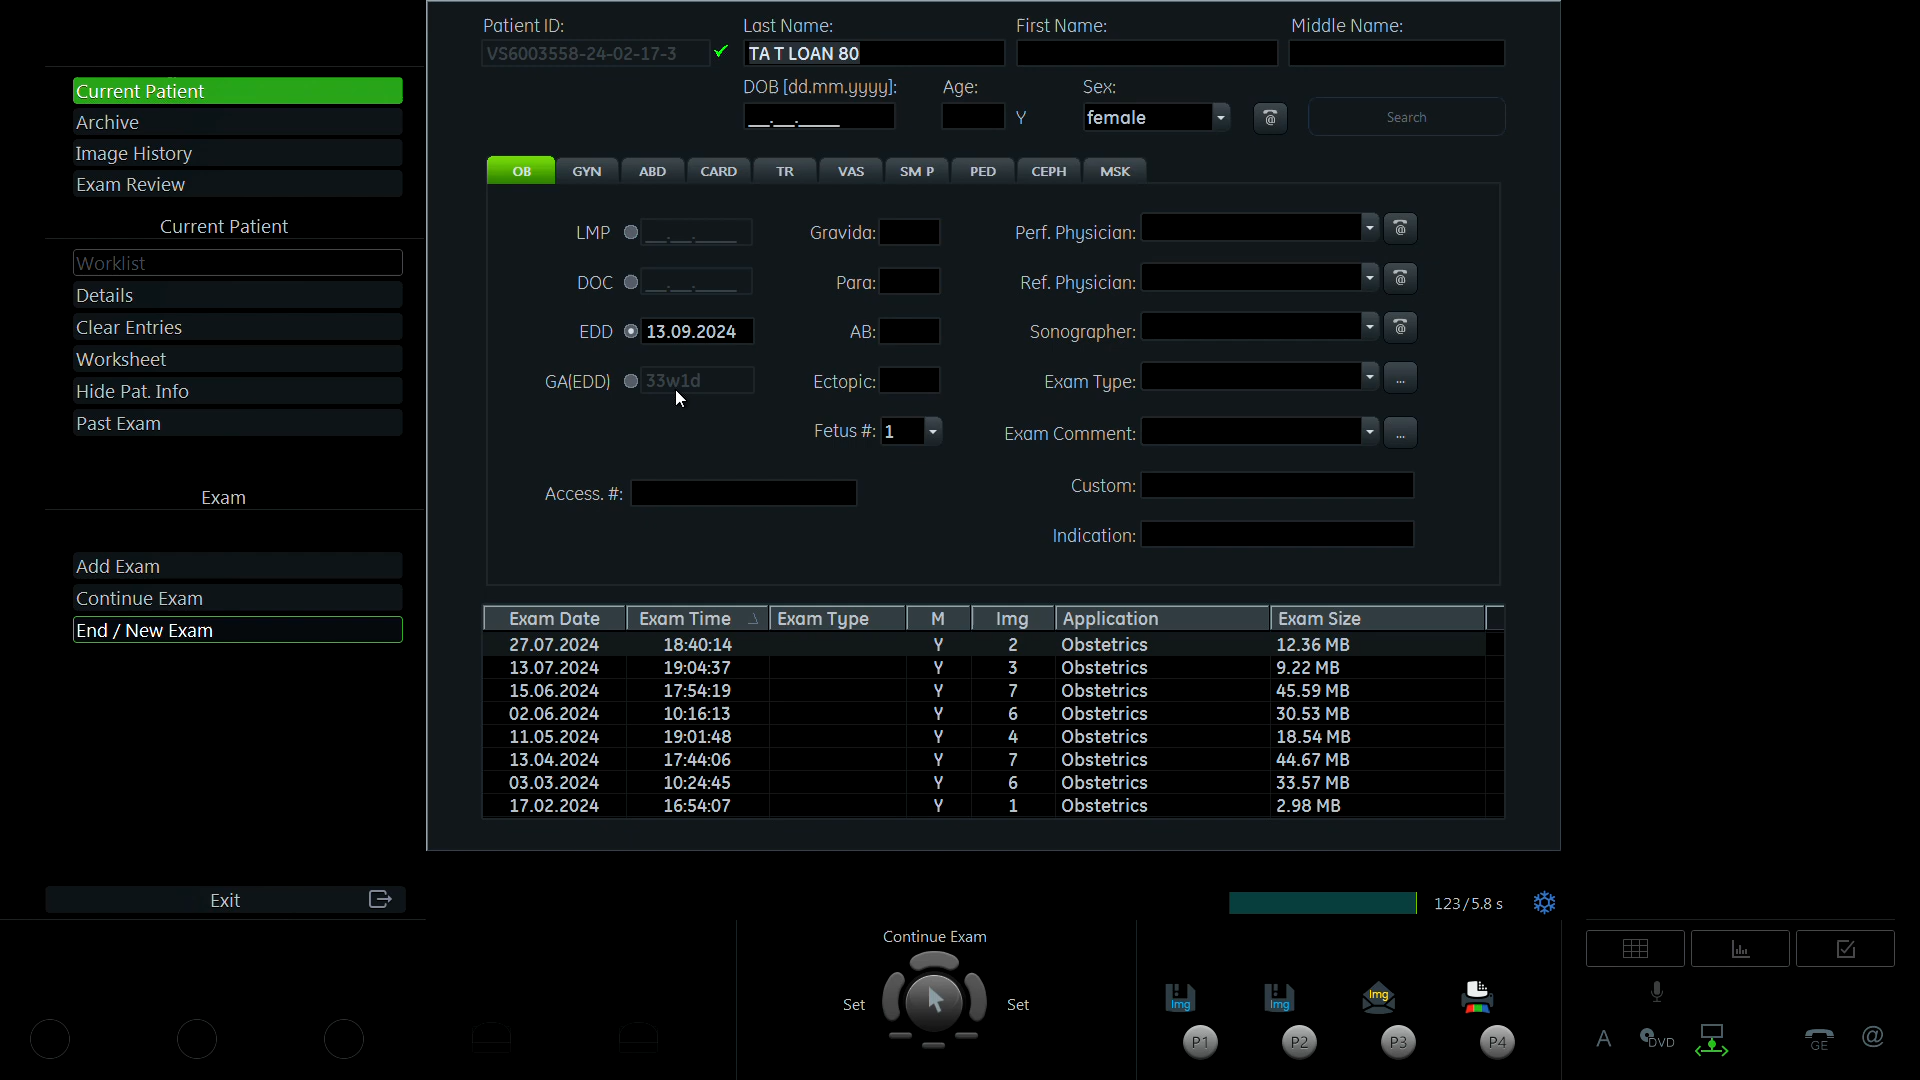 Patient ID: Last Name: First Name: Middle Name:
VS6003558-24-02-17-3 TA T LOAN 80
DOB [dd.mm.yyyy]: Age: Sex:
__.__.____ Y female @ Search
Current Patient
Archive
Image History
Exam Review
Current Patient
Worklist
Details
Clear Entries
Worksheet
Hide Pat. Info
Past Exam
Exam
Add Exam
Continue Exam
End / New Exam
Exit
OB GYN ABD CARD TR VAS SM P PED CEPH MSK
LMP __.__.____ Gravida: Perf. Physician: @
DOC __.__.____ Para: Ref. Physician: @
EDD 13.09.2024 AB: Sonographer: @
GA(EDD) 33w1d Ectopic: Exam Type: ...
Fetus #: 1 Exam Comment: ...
Access. #: Custom:
Indication:
Exam Date Exam Time Exam Type M Img Application Exam Size
27.07.2024 18:40:14 Y 2 Obstetrics 12.36 MB
13.07.2024 19:04:37 Y 3 Obstetrics 9.22 MB
15.06.2024 17:54:19 Y 7 Obstetrics 45.59 MB
02.06.2024 10:16:13 Y 6 Obstetrics 30.53 MB
11.05.2024 19:01:48 Y 4 Obstetrics 18.54 MB
13.04.2024 17:44:06 Y 7 Obstetrics 44.67 MB
03.03.2024 10:24:45 Y 6 Obstetrics 33.57 MB
17.02.2024 16:54:07 Y 1 Obstetrics 2.98 MB
123/5.8 s
Continue Exam
Set Set
Img Img Img
P1 P2 P3 P4
A DVD GE @